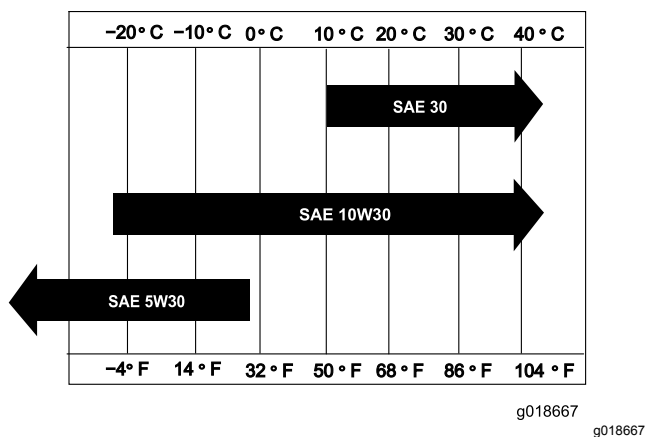 −20° C −10° C 0° C 10° C 20° C 30° C 40° C
SAE 30
SAE 10W30
SAE 5W30
−4° F 14° F 32° F 50° F 68° F 86° F 104 °F
g018667
g018667